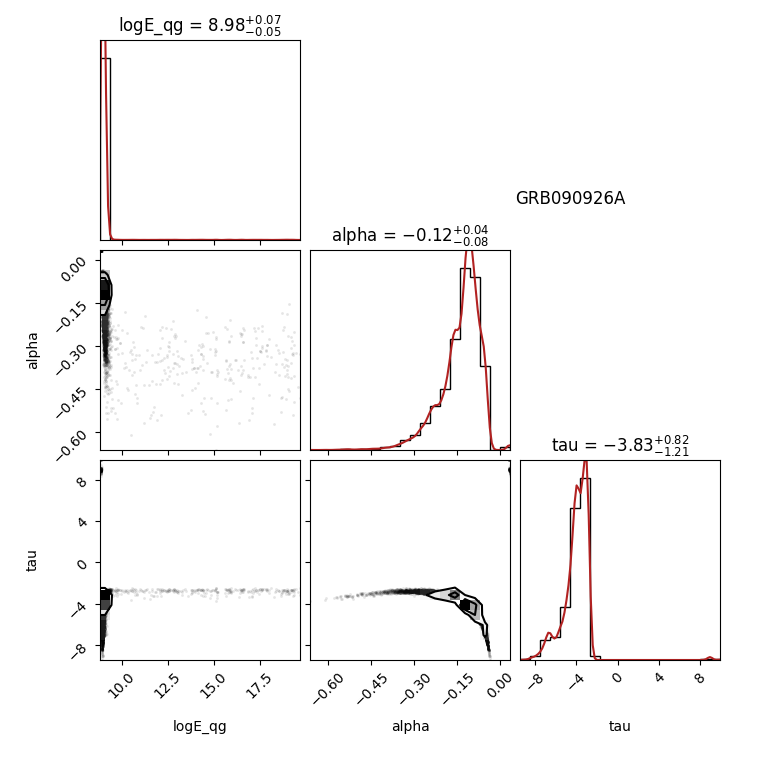 logE_qg = 8.98+0.07−0.05
GRB090926A
alpha = −0.12+0.04−0.08
0.00
−0.15
−0.30
−0.45
−0.60
alpha
tau = −3.83+0.82−1.21
8
4
0
−4
−8
tau
10.0 12.5 15.0 17.5
−0.60 −0.45 −0.30 −0.15 0.00
−8 −4 0 4 8
logE_qg alpha tau